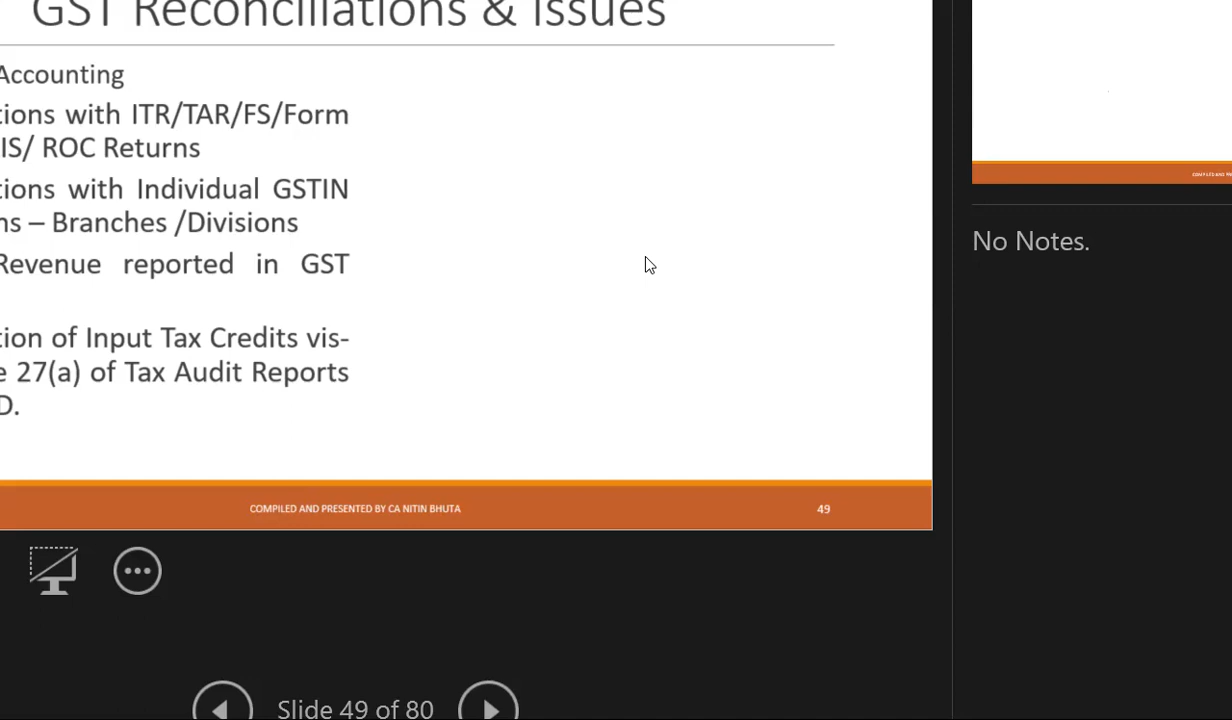 GST Reconciliations & Issues
Accounting
tions with ITR/TAR/FS/Form
IS/ ROC Returns
tions with Individual GSTIN
ns – Branches /Divisions
Revenue reported in GST
tion of Input Tax Credits vis-
e 27(a) of Tax Audit Reports
D.
COMPILED AND PRESENTED BY CA NITIN BHUTA
49
No Notes.
Slide 49 of 80